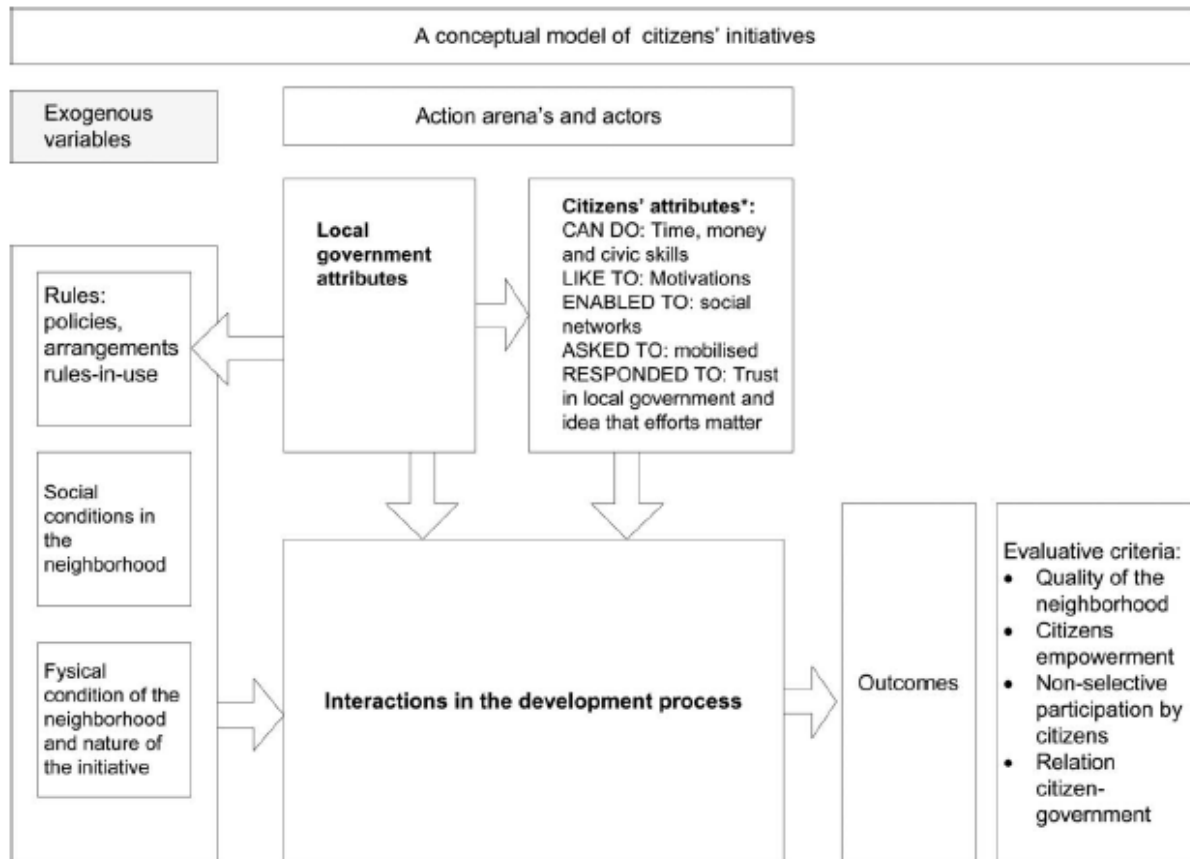 A conceptual model of citizens' initiatives
Exogenous
variables
Action arena's and actors
Local
government
attributes
Citizens' attributes*:
CAN DO: Time, money
and civic skills
LIKE TO: Motivations
ENABLED TO: social
networks
ASKED TO: mobilised
RESPONDED TO: Trust
in local government and
idea that efforts matter
Rules:
policies,
arrangements
rules-in-use
Social
conditions in
the
neighborhood
Fysical
condition of the
neighborhood
and nature of
the initiative
Interactions in the development process
Outcomes
Evaluative criteria:
• Quality of the
neighborhood
• Citizens
empowerment
• Non-selective
participation by
citizens
• Relation
citizen-
government